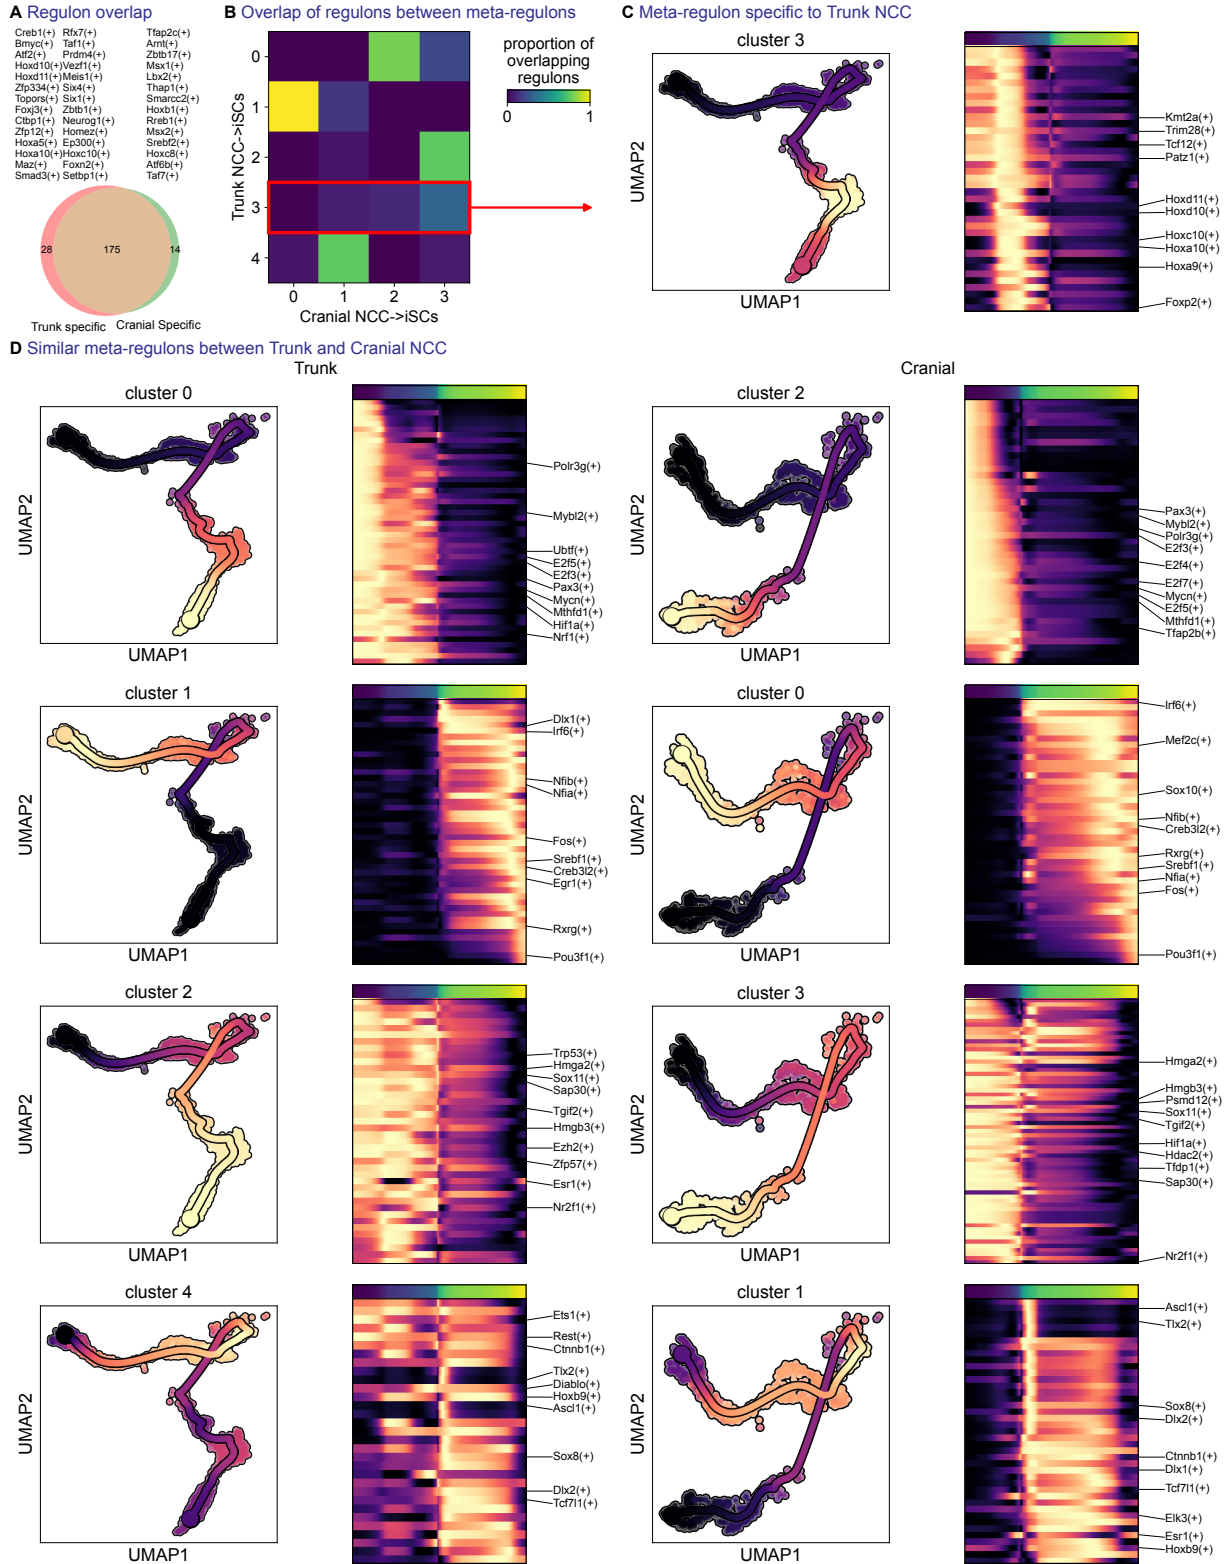 A Regulon overlap
Creb1(+) Rfx7(+) Tfap2c(+)
Bmyc(+) Taf1(+) Arnt(+)
Atf2(+) Prdm4(+) Zbtb17(+)
Hoxd10(+)Vezf1(+) Msx1(+)
Hoxd11(+)Meis1(+) Lbx2(+)
Zfp334(+) Six4(+) Thap1(+)
Topors(+) Six1(+) Smarcc2(+)
Foxj3(+) Zbtb1(+) Hoxb1(+)
Ctbp1(+) Neurog1(+) Rreb1(+)
Zfp12(+) Homez(+) Msx2(+)
Hoxa5(+) Ep300(+) Srebf2(+)
Hoxa10(+)Hoxc10(+) Hoxc8(+)
Maz(+) Foxn2(+) Atf6b(+)
Smad3(+) Setbp1(+) Taf7(+)
28 175 14
Trunk specific Cranial Specific
B Overlap of regulons between meta-regulons
Trunk NCC->iSCs
0
1
2
3
4
0 1 2 3
Cranial NCC->iSCs
proportion of
overlapping
regulons
0 1
C Meta-regulon specific to Trunk NCC
cluster 3
UMAP2
UMAP1
Kmt2a(+)
Trim28(+)
Tcf12(+)
Patz1(+)
Hoxd11(+)
Hoxd10(+)
Hoxc10(+)
Hoxa10(+)
Hoxa9(+)
Foxp2(+)
D Similar meta-regulons between Trunk and Cranial NCC
Trunk
Cranial
cluster 0
UMAP2
UMAP1
Polr3g(+)
Mybl2(+)
Ubtf(+)
E2f5(+)
E2f3(+)
Pax3(+)
Mycn(+)
Mthfd1(+)
Hif1a(+)
Nrf1(+)
cluster 2
UMAP2
UMAP1
Pax3(+)
Mybl2(+)
Polr3g(+)
E2f3(+)
E2f4(+)
E2f7(+)
Mycn(+)
E2f5(+)
Mthfd1(+)
Tfap2b(+)
cluster 1
UMAP2
UMAP1
Dlx1(+)
Irf6(+)
Nfib(+)
Nfia(+)
Fos(+)
Srebf1(+)
Creb3l2(+)
Egr1(+)
Rxrg(+)
Pou3f1(+)
cluster 0
UMAP2
UMAP1
Irf6(+)
Mef2c(+)
Sox10(+)
Nfib(+)
Creb3l2(+)
Rxrg(+)
Srebf1(+)
Nfia(+)
Fos(+)
Pou3f1(+)
cluster 2
UMAP2
UMAP1
Trp53(+)
Hmga2(+)
Sox11(+)
Sap30(+)
Tgif2(+)
Hmgb3(+)
Ezh2(+)
Zfp57(+)
Esr1(+)
Nr2f1(+)
cluster 3
UMAP2
UMAP1
Hmga2(+)
Hmgb3(+)
Psmd12(+)
Sox11(+)
Tgif2(+)
Hif1a(+)
Hdac2(+)
Tfdp1(+)
Sap30(+)
Nr2f1(+)
cluster 4
UMAP2
UMAP1
Ets1(+)
Rest(+)
Ctnnb1(+)
Tlx2(+)
Diablo(+)
Hoxb9(+)
Ascl1(+)
Sox8(+)
Dlx2(+)
Tcf7l1(+)
cluster 1
UMAP2
UMAP1
Ascl1(+)
Tlx2(+)
Sox8(+)
Dlx2(+)
Ctnnb1(+)
Dlx1(+)
Tcf7l1(+)
Elk3(+)
Esr1(+)
Hoxb9(+)